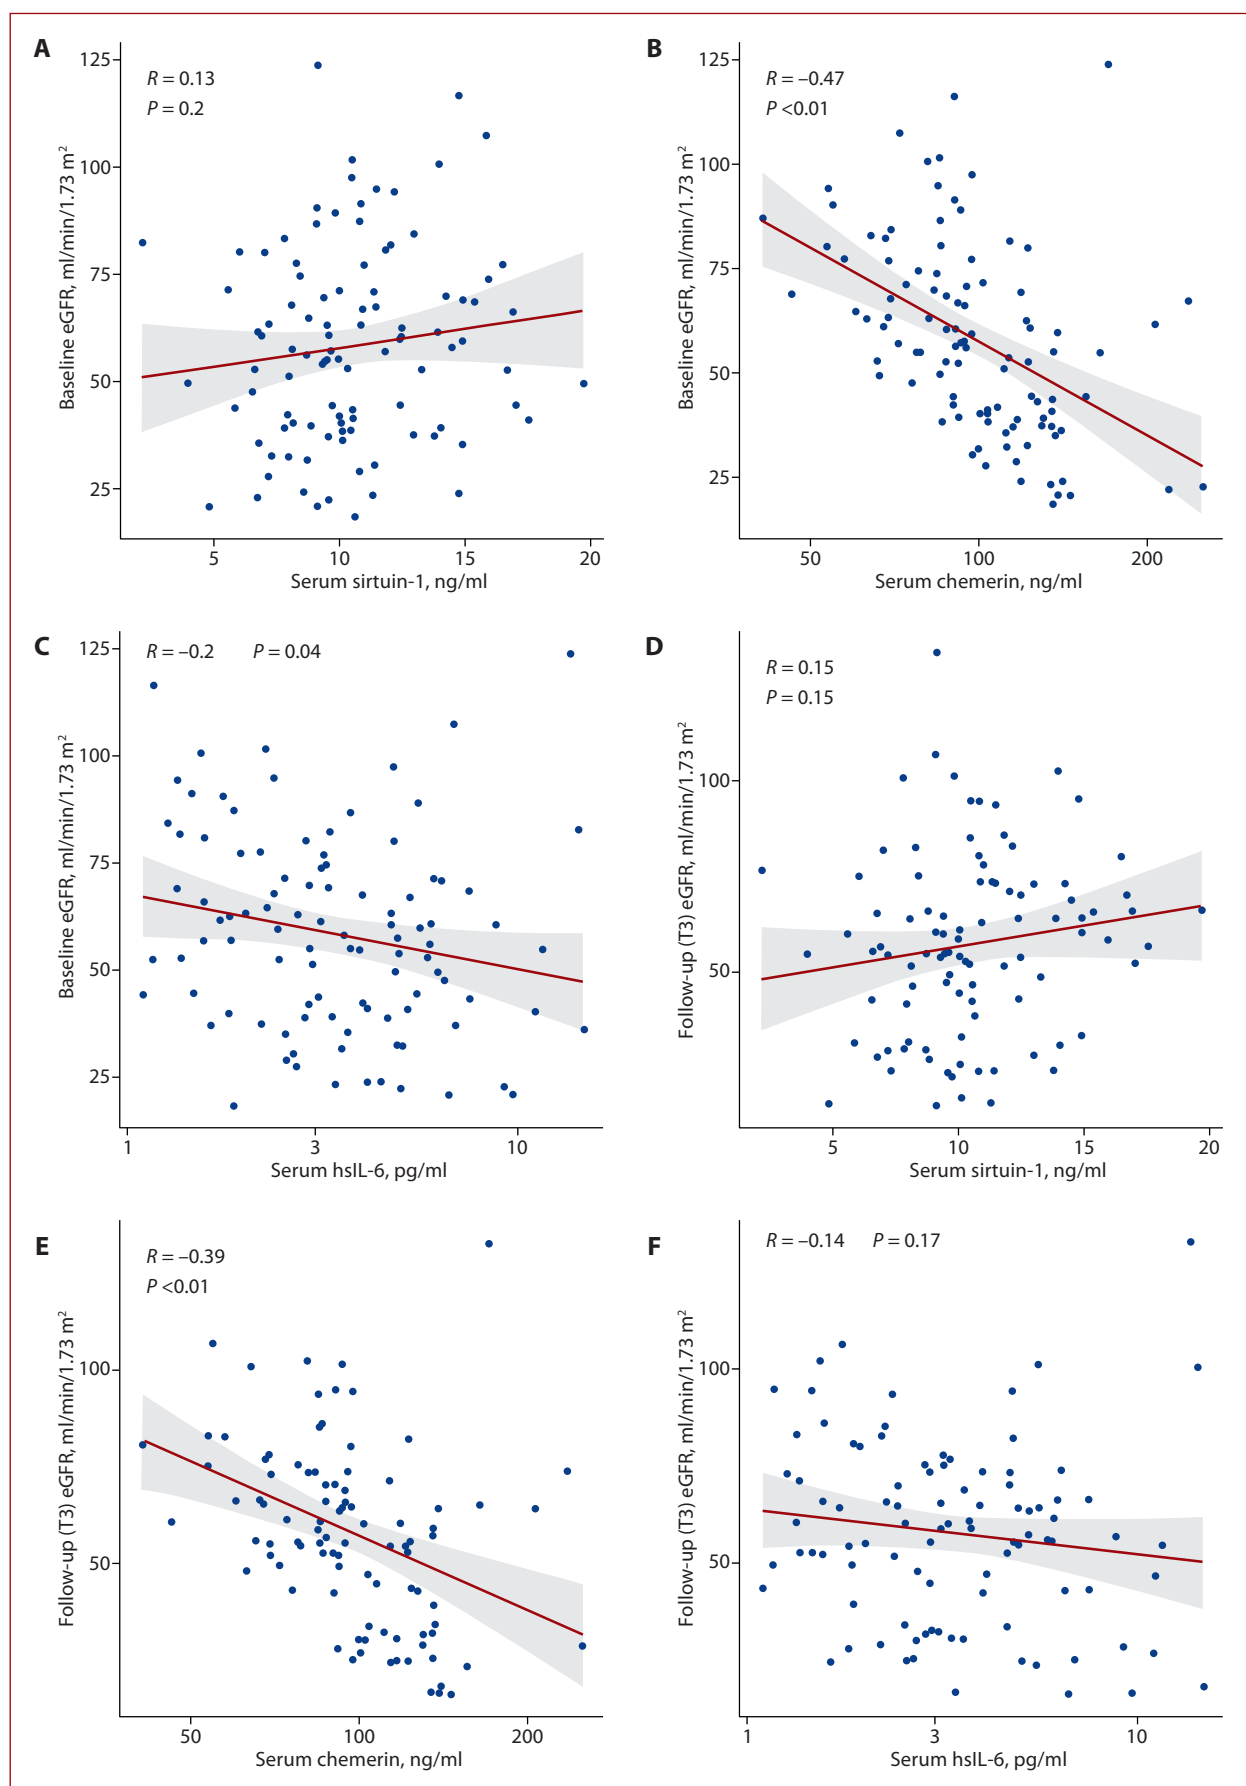 A
R = 0.13
P = 0.2
Baseline eGFR, ml/min/1.73 m²
125
100
75
50
25
5 10 15 20
Serum sirtuin-1, ng/ml
B
R = –0.47
P <0.01
Baseline eGFR, ml/min/1.73 m²
125
100
75
50
25
50 100 200
Serum chemerin, ng/ml
C
R = –0.2 P = 0.04
Baseline eGFR, ml/min/1.73 m²
125
100
75
50
25
1 3 10
Serum hsIL-6, pg/ml
D
R = 0.15
P = 0.15
Follow-up (T3) eGFR, ml/min/1.73 m²
100
50
5 10 15 20
Serum sirtuin-1, ng/ml
E
R = –0.39
P <0.01
Follow-up (T3) eGFR, ml/min/1.73 m²
100
50
50 100 200
Serum chemerin, ng/ml
F
R = –0.14 P = 0.17
Follow-up (T3) eGFR, ml/min/1.73 m²
100
50
1 3 10
Serum hsIL-6, pg/ml